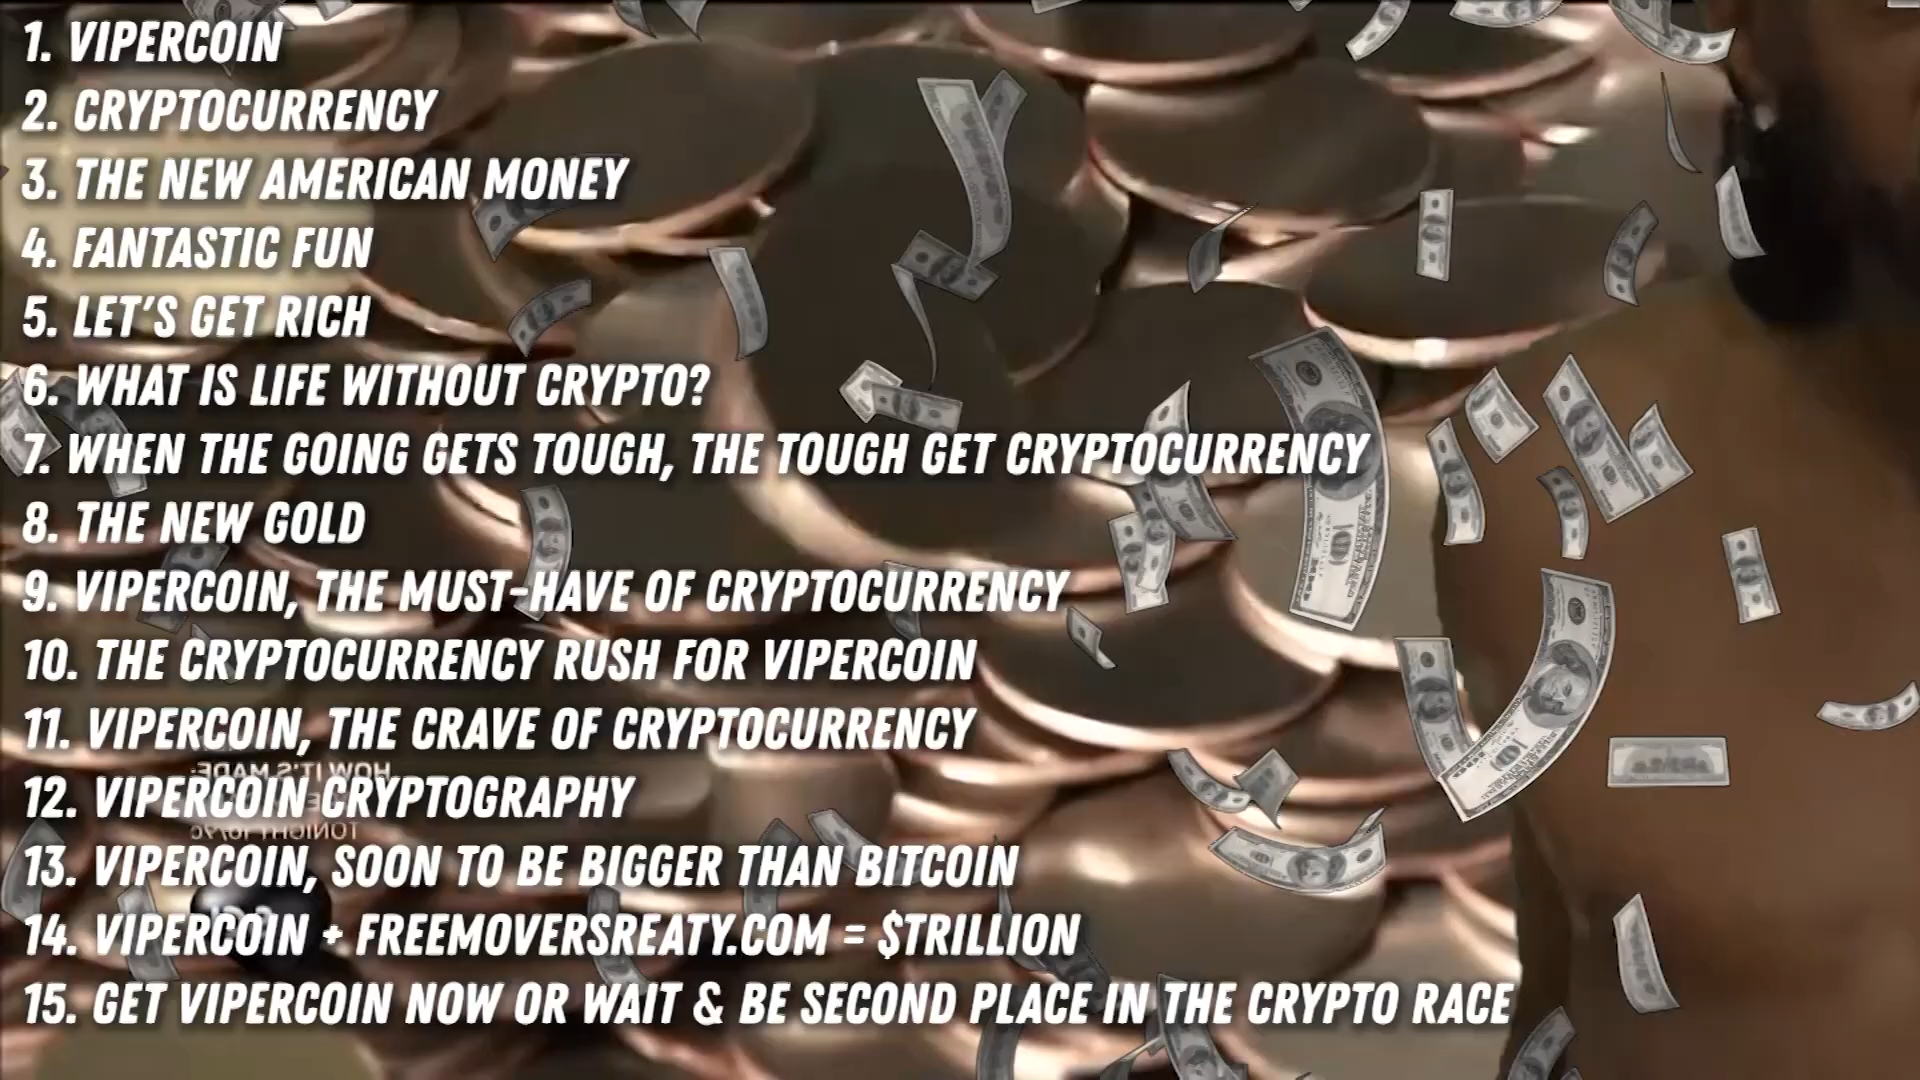 1. VIPERCOIN
2. CRYPTOCURRENCY
3. THE NEW AMERICAN MONEY
4. FANTASTIC FUN
5. LET'S GET RICH
6. WHAT IS LIFE WITHOUT CRYPTO?
7. WHEN THE GOING GETS TOUGH, THE TOUGH GET CRYPTOCURRENCY
8. THE NEW GOLD
9. VIPERCOIN, THE MUST-HAVE OF CRYPTOCURRENCY
10. THE CRYPTOCURRENCY RUSH FOR VIPERCOIN
11. VIPERCOIN, THE CRAVE OF CRYPTOCURRENCY
HOW IT'S MADE:
12. VIPERCOIN CRYPTOGRAPHY
TONIGHT
13. VIPERCOIN, SOON TO BE BIGGER THAN BITCOIN
14. VIPERCOIN + FREEMOVERSREATY.COM = $TRILLION
15. GET VIPERCOIN NOW OR WAIT & BE SECOND PLACE IN THE CRYPTO RACE